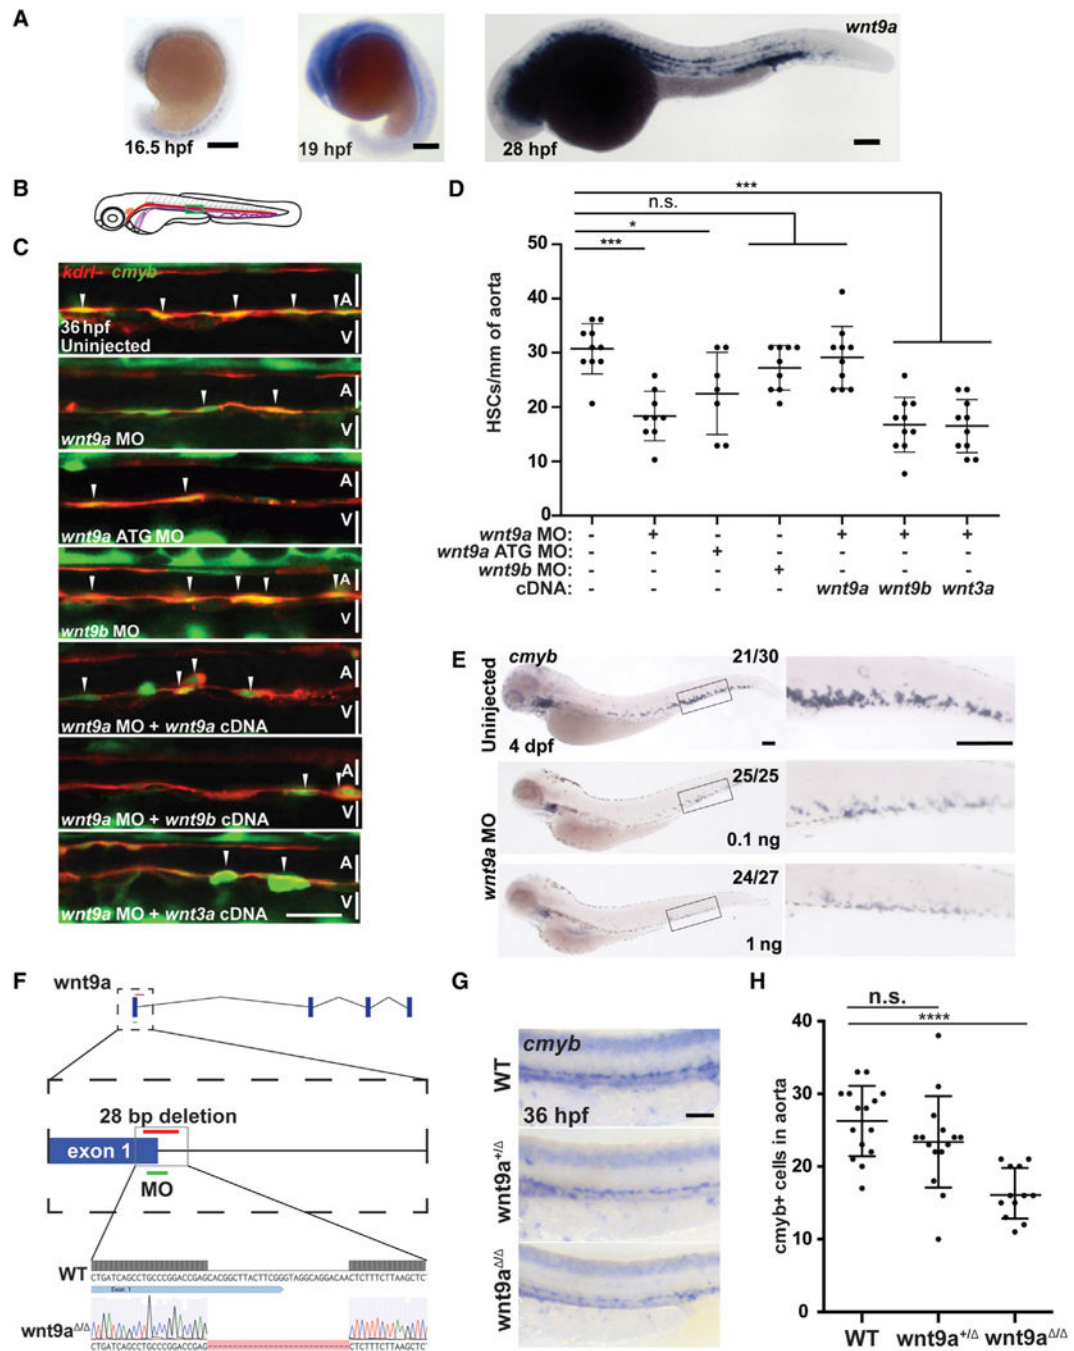 A
wnt9a
16.5 hpf
19 hpf
28 hpf
B
C
kdrl- cmyb
A
36 hpf
Uninjected
V
A
wnt9a MO
V
A
wnt9a ATG MO
V
A
wnt9b MO
V
A
wnt9a MO + wnt9a cDNA
V
A
wnt9a MO + wnt9b cDNA
V
A
wnt9a MO + wnt3a cDNA
V
D
***
n.s.
*
***
HSCs/mm of aorta
50
40
30
20
10
0
wnt9a MO: - + - - + + +
wnt9a ATG MO: - - + - - - -
wnt9b MO: - - - + - - -
cDNA: - - - - wnt9a wnt9b wnt3a
E
Uninjected
cmyb
21/30
4 dpf
wnt9a MO
25/25
0.1 ng
24/27
1 ng
F
wnt9a
28 bp deletion
exon 1
MO
WT
CTGATCAGCCTGCCCGGACCGAGCACGGCTTACTTCGGGTAGGCAGGACAACTCTTTCTTAAGCTC
Exon 1
wnt9aΔ/Δ
CTGATCAGCCTGCCCGGACCGAG CTCTTTCTTAAGCTC
G
WT
cmyb
36 hpf
wnt9a+/Δ
wnt9aΔ/Δ
H
n.s.
****
cmyb+ cells in aorta
40
30
20
10
0
WT wnt9a+/Δ wnt9aΔ/Δ